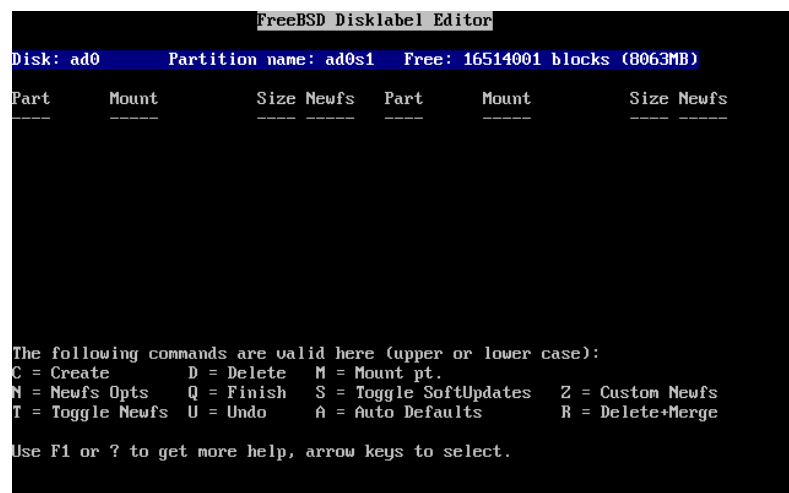 FreeBSD Disklabel Editor
Disk: ad0 Partition name: ad0s1 Free: 16514001 blocks (8063MB)
Part Mount Size Newfs Part Mount Size Newfs
---- ----- ---- ----- ---- ----- ---- -----
The following commands are valid here (upper or lower case):
C = Create D = Delete M = Mount pt.
N = Newfs Opts Q = Finish S = Toggle SoftUpdates Z = Custom Newfs
T = Toggle Newfs U = Undo A = Auto Defaults R = Delete+Merge
Use F1 or ? to get more help, arrow keys to select.